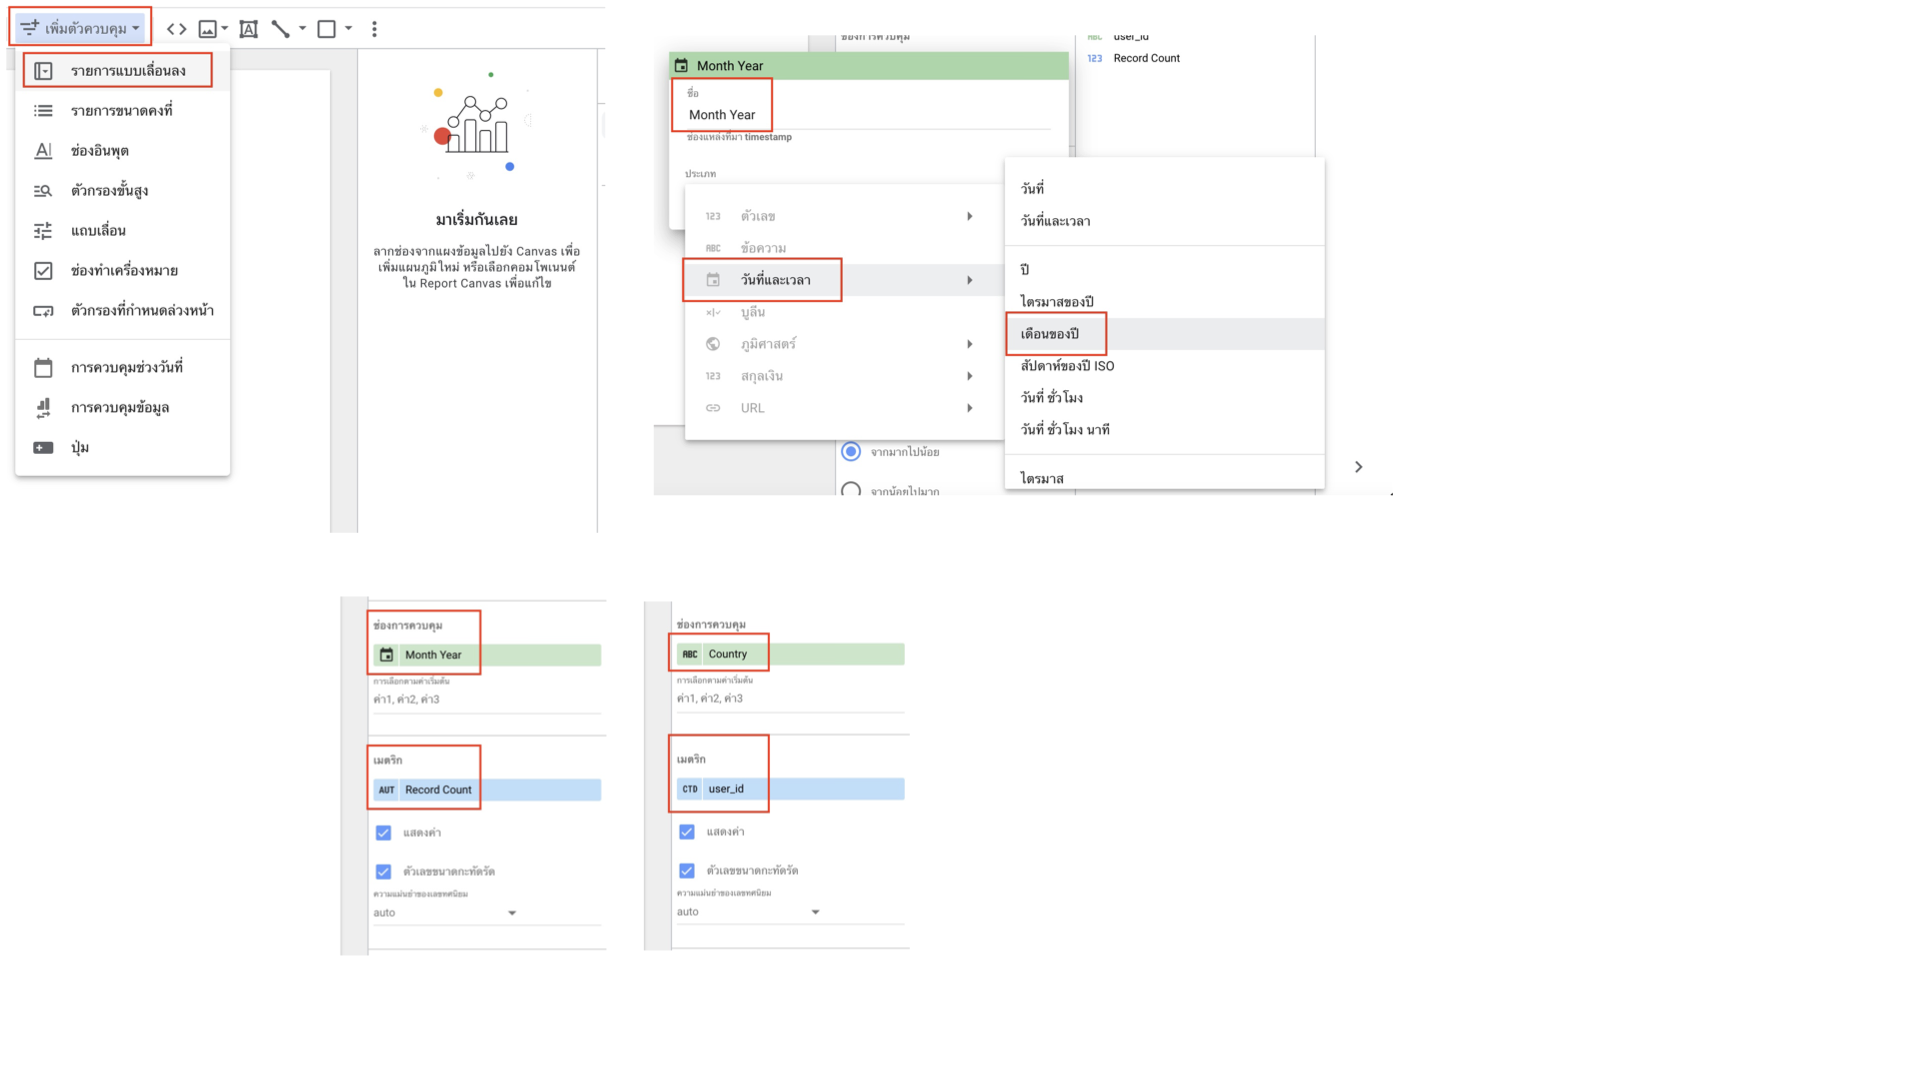 เพิ่มตัวควบคุม
รายการแบบเลื่อนลง
รายการขนาดคงที่
ช่องอินพุต
ตัวกรองขั้นสูง
แถบเลื่อน
ช่องทำเครื่องหมาย
ตัวกรองที่กำหนดล่วงหน้า
การควบคุมช่วงวันที่
การควบคุมข้อมูล
ปุ่ม
มาเริ่มกันเลย
ลากช่องจากแผงข้อมูลไปยัง Canvas เพื่อ
เพิ่มแผนภูมิใหม่ หรือเลือกคอมโพเนนต์
ใน Report Canvas เพื่อแก้ไข
ช่องการควบคุม
ABC user_id
123 Record Count
Month Year
ชื่อ
Month Year
ช่องแหล่งที่มา timestamp
ประเภท
123 ตัวเลข
ABC ข้อความ
วันที่และเวลา
บูลีน
ภูมิศาสตร์
123 สกุลเงิน
URL
วันที่
วันที่และเวลา
ปี
ไตรมาสของปี
เดือนของปี
สัปดาห์ของปี ISO
วันที่ ชั่วโมง
วันที่ ชั่วโมง นาที
ไตรมาส
จากมากไปน้อย
จากน้อยไปมาก
ช่องการควบคุม
Month Year
การเลือกตามค่าเริ่มต้น
ค่า1, ค่า2, ค่า3
เมตริก
AUT Record Count
แสดงค่า
ตัวเลขขนาดกะทัดรัด
ความแม่นยำของเลขทศนิยม
auto
ช่องการควบคุม
ABC Country
การเลือกตามค่าเริ่มต้น
ค่า1, ค่า2, ค่า3
เมตริก
CTD user_id
แสดงค่า
ตัวเลขขนาดกะทัดรัด
ความแม่นยำของเลขทศนิยม
auto